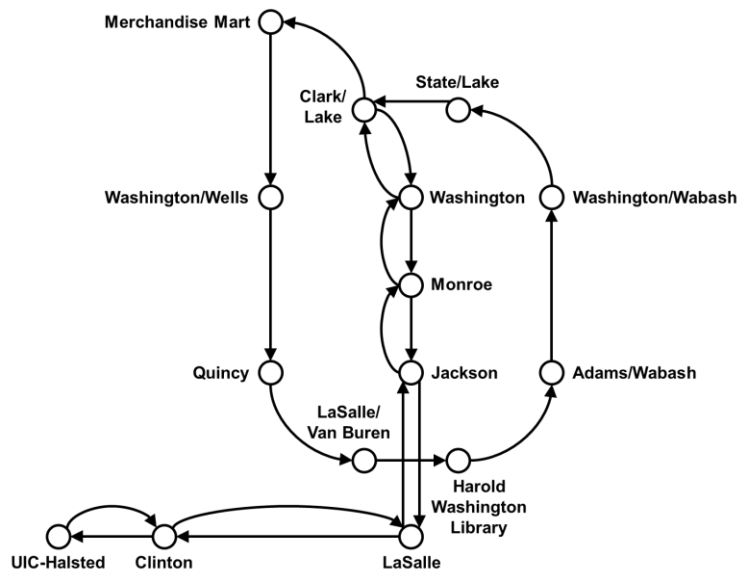 Merchandise Mart
State/Lake
Clark/
Lake
Washington/Wells
Washington
Washington/Wabash
Monroe
Quincy
Jackson
Adams/Wabash
LaSalle/
Van Buren
Harold
Washington
Library
UIC-Halsted
Clinton
LaSalle